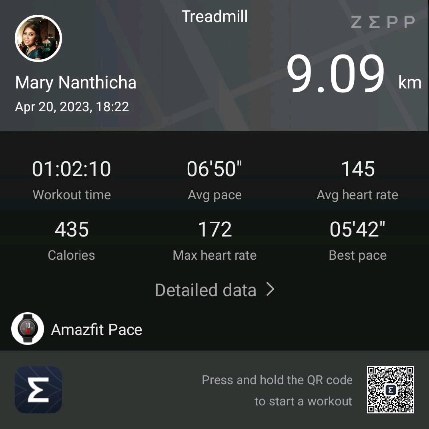 Treadmill
ZΣPP
Mary Nanthicha
Apr 20, 2023, 18:22
9.09 km
01:02:10 06'50" 145
Workout time Avg pace Avg heart rate
435 172 05'42"
Calories Max heart rate Best pace
Detailed data >
Amazfit Pace
Press and hold the QR code
to start a workout